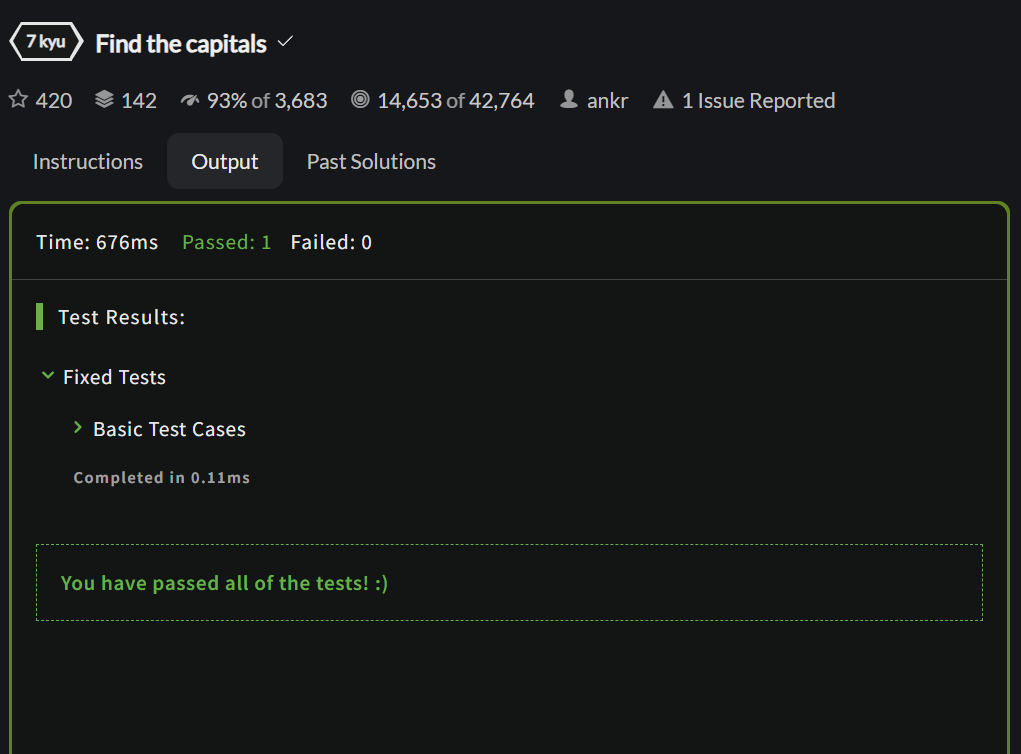 7 kyu Find the capitals
420 142 93% of 3,683 14,653 of 42,764 ankr 1 Issue Reported
Instructions Output Past Solutions
Time: 676ms Passed: 1 Failed: 0
Test Results:
Fixed Tests
Basic Test Cases
Completed in 0.11ms
You have passed all of the tests! :)